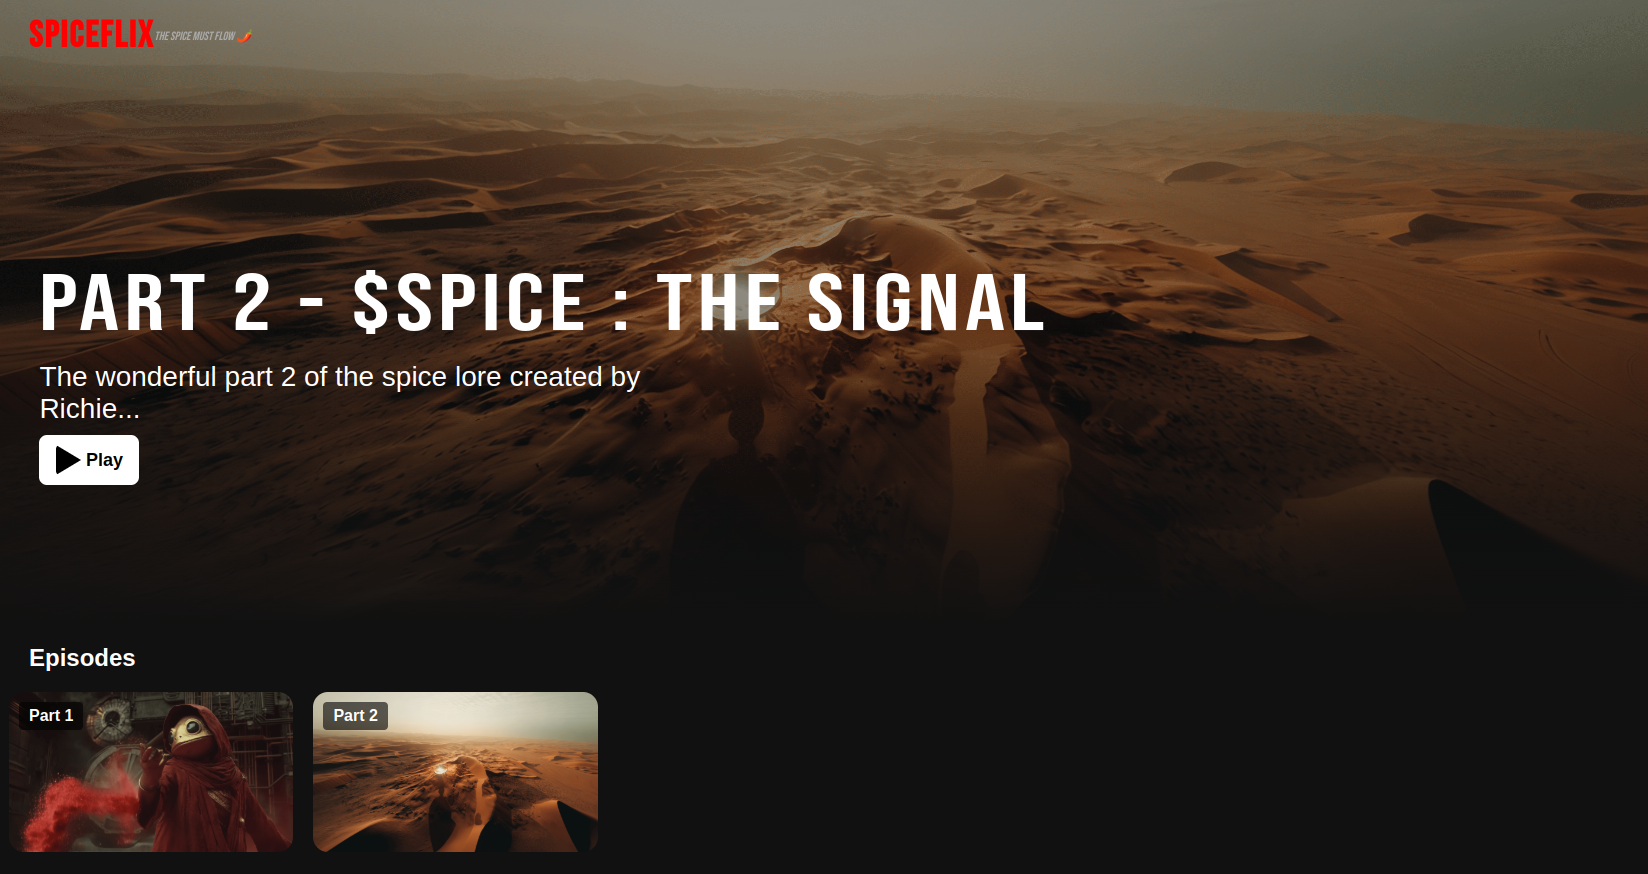 SPICEFLIX THE SPICE MUST FLOW 🌶️
PART 2 - $SPICE : THE SIGNAL
The wonderful part 2 of the spice lore created by
Richie...
Play
Episodes
Part 1
Part 2